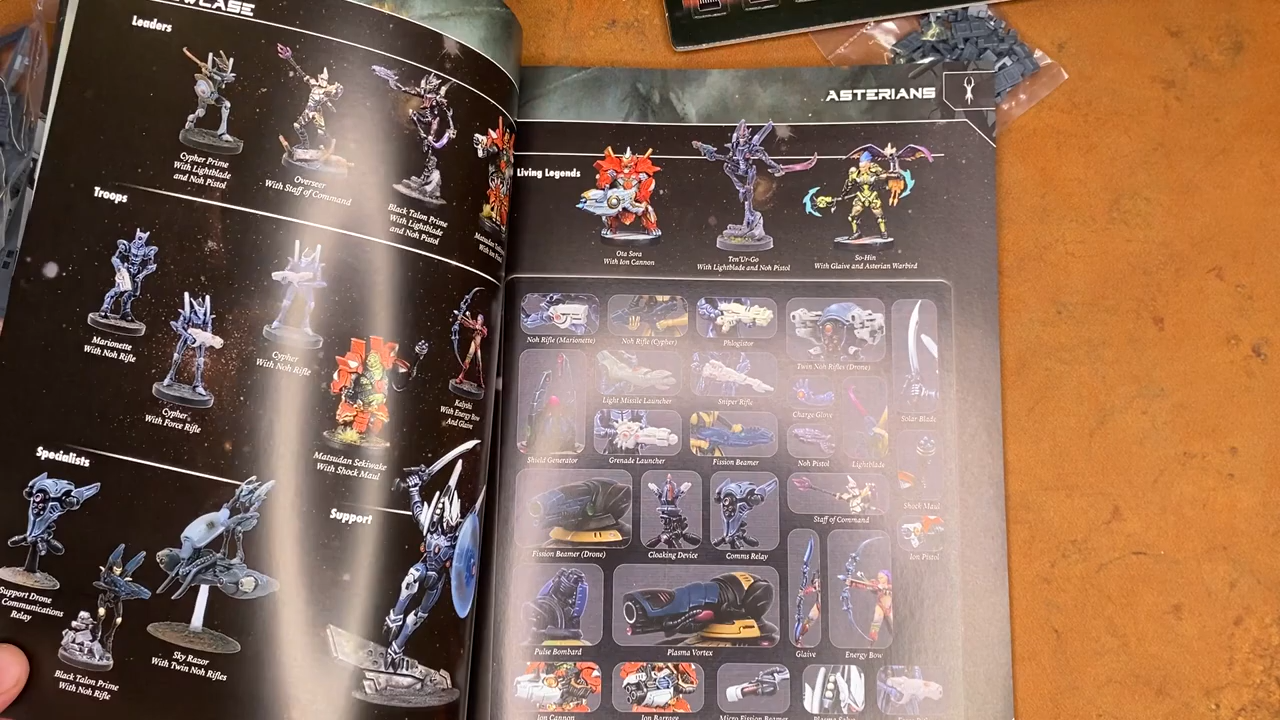 Leaders
Cypher Prime
With Lightblade
and Noh Pistol
Overseer
With Staff of Command
Black Talon Prime
With Lightblade
and Noh Pistol
Troops
Marionette
With Noh Rifle
Cypher
With Force Rifle
Cypher
With Noh Rifle
Matsudan Sekiwake
With Shock Maul
Kalyshi
With Energy Bow
And Glaive
Specialists
Support Drone
Communications
Relay
Black Talon Prime
With Noh Rifle
Sky Razor
With Twin Noh Rifles
Support
ASTERIANS
Living Legends
Ota Sora
With Ion Cannon
Ten'Ur-Go
With Lightblade and Noh Pistol
So-Hin
With Glaive and Asterian Warbird
Noh Rifle (Marionette)
Noh Rifle (Cypher)
Phlogistor
Twin Noh Rifles (Drone)
Solar Blade
Shield Generator
Light Missile Launcher
Sniper Rifle
Charge Glove
Grenade Launcher
Fission Beamer
Noh Pistol
Lightblade
Shock Maul
Fission Beamer (Drone)
Cloaking Device
Comms Relay
Staff of Command
Ion Pistol
Pulse Bombard
Plasma Vortex
Glaive
Energy Bow
Ion Cannon
Ion Barrage
Micro Fission Beamer